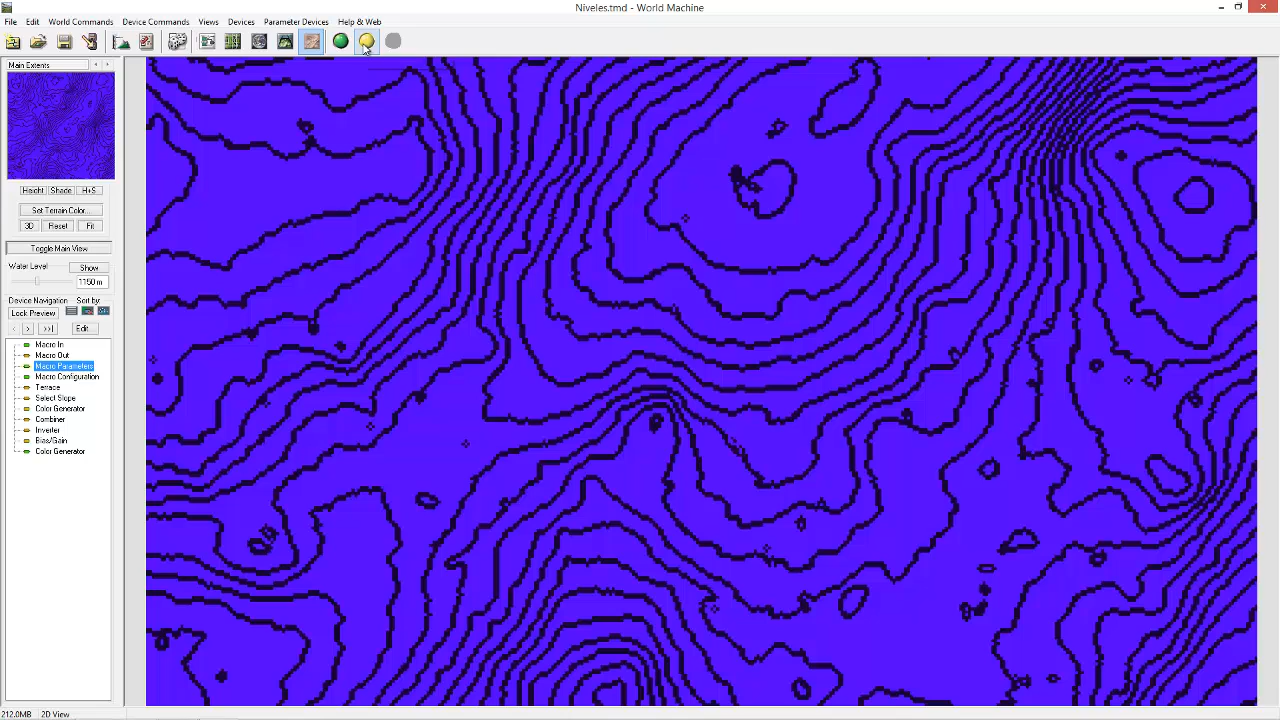 Niveles.tmd - World Machine
File Edit World Commands Device Commands Views Devices Parameter Devices Help & Web
Main Extents
Height Shade H+S
Set Terrain Color...
3D Reset Fit
Toggle Main View
Water Level Show
1150 m
Device Navigation Sort by:
Lock Preview
Edit...
Macro In
Macro Out
Macro Parameters
Macro Configuration
Terrace
Select Slope
Color Generator
Combiner
Inverter
Bias/Gain
Color Generator
212.0MB 2D View